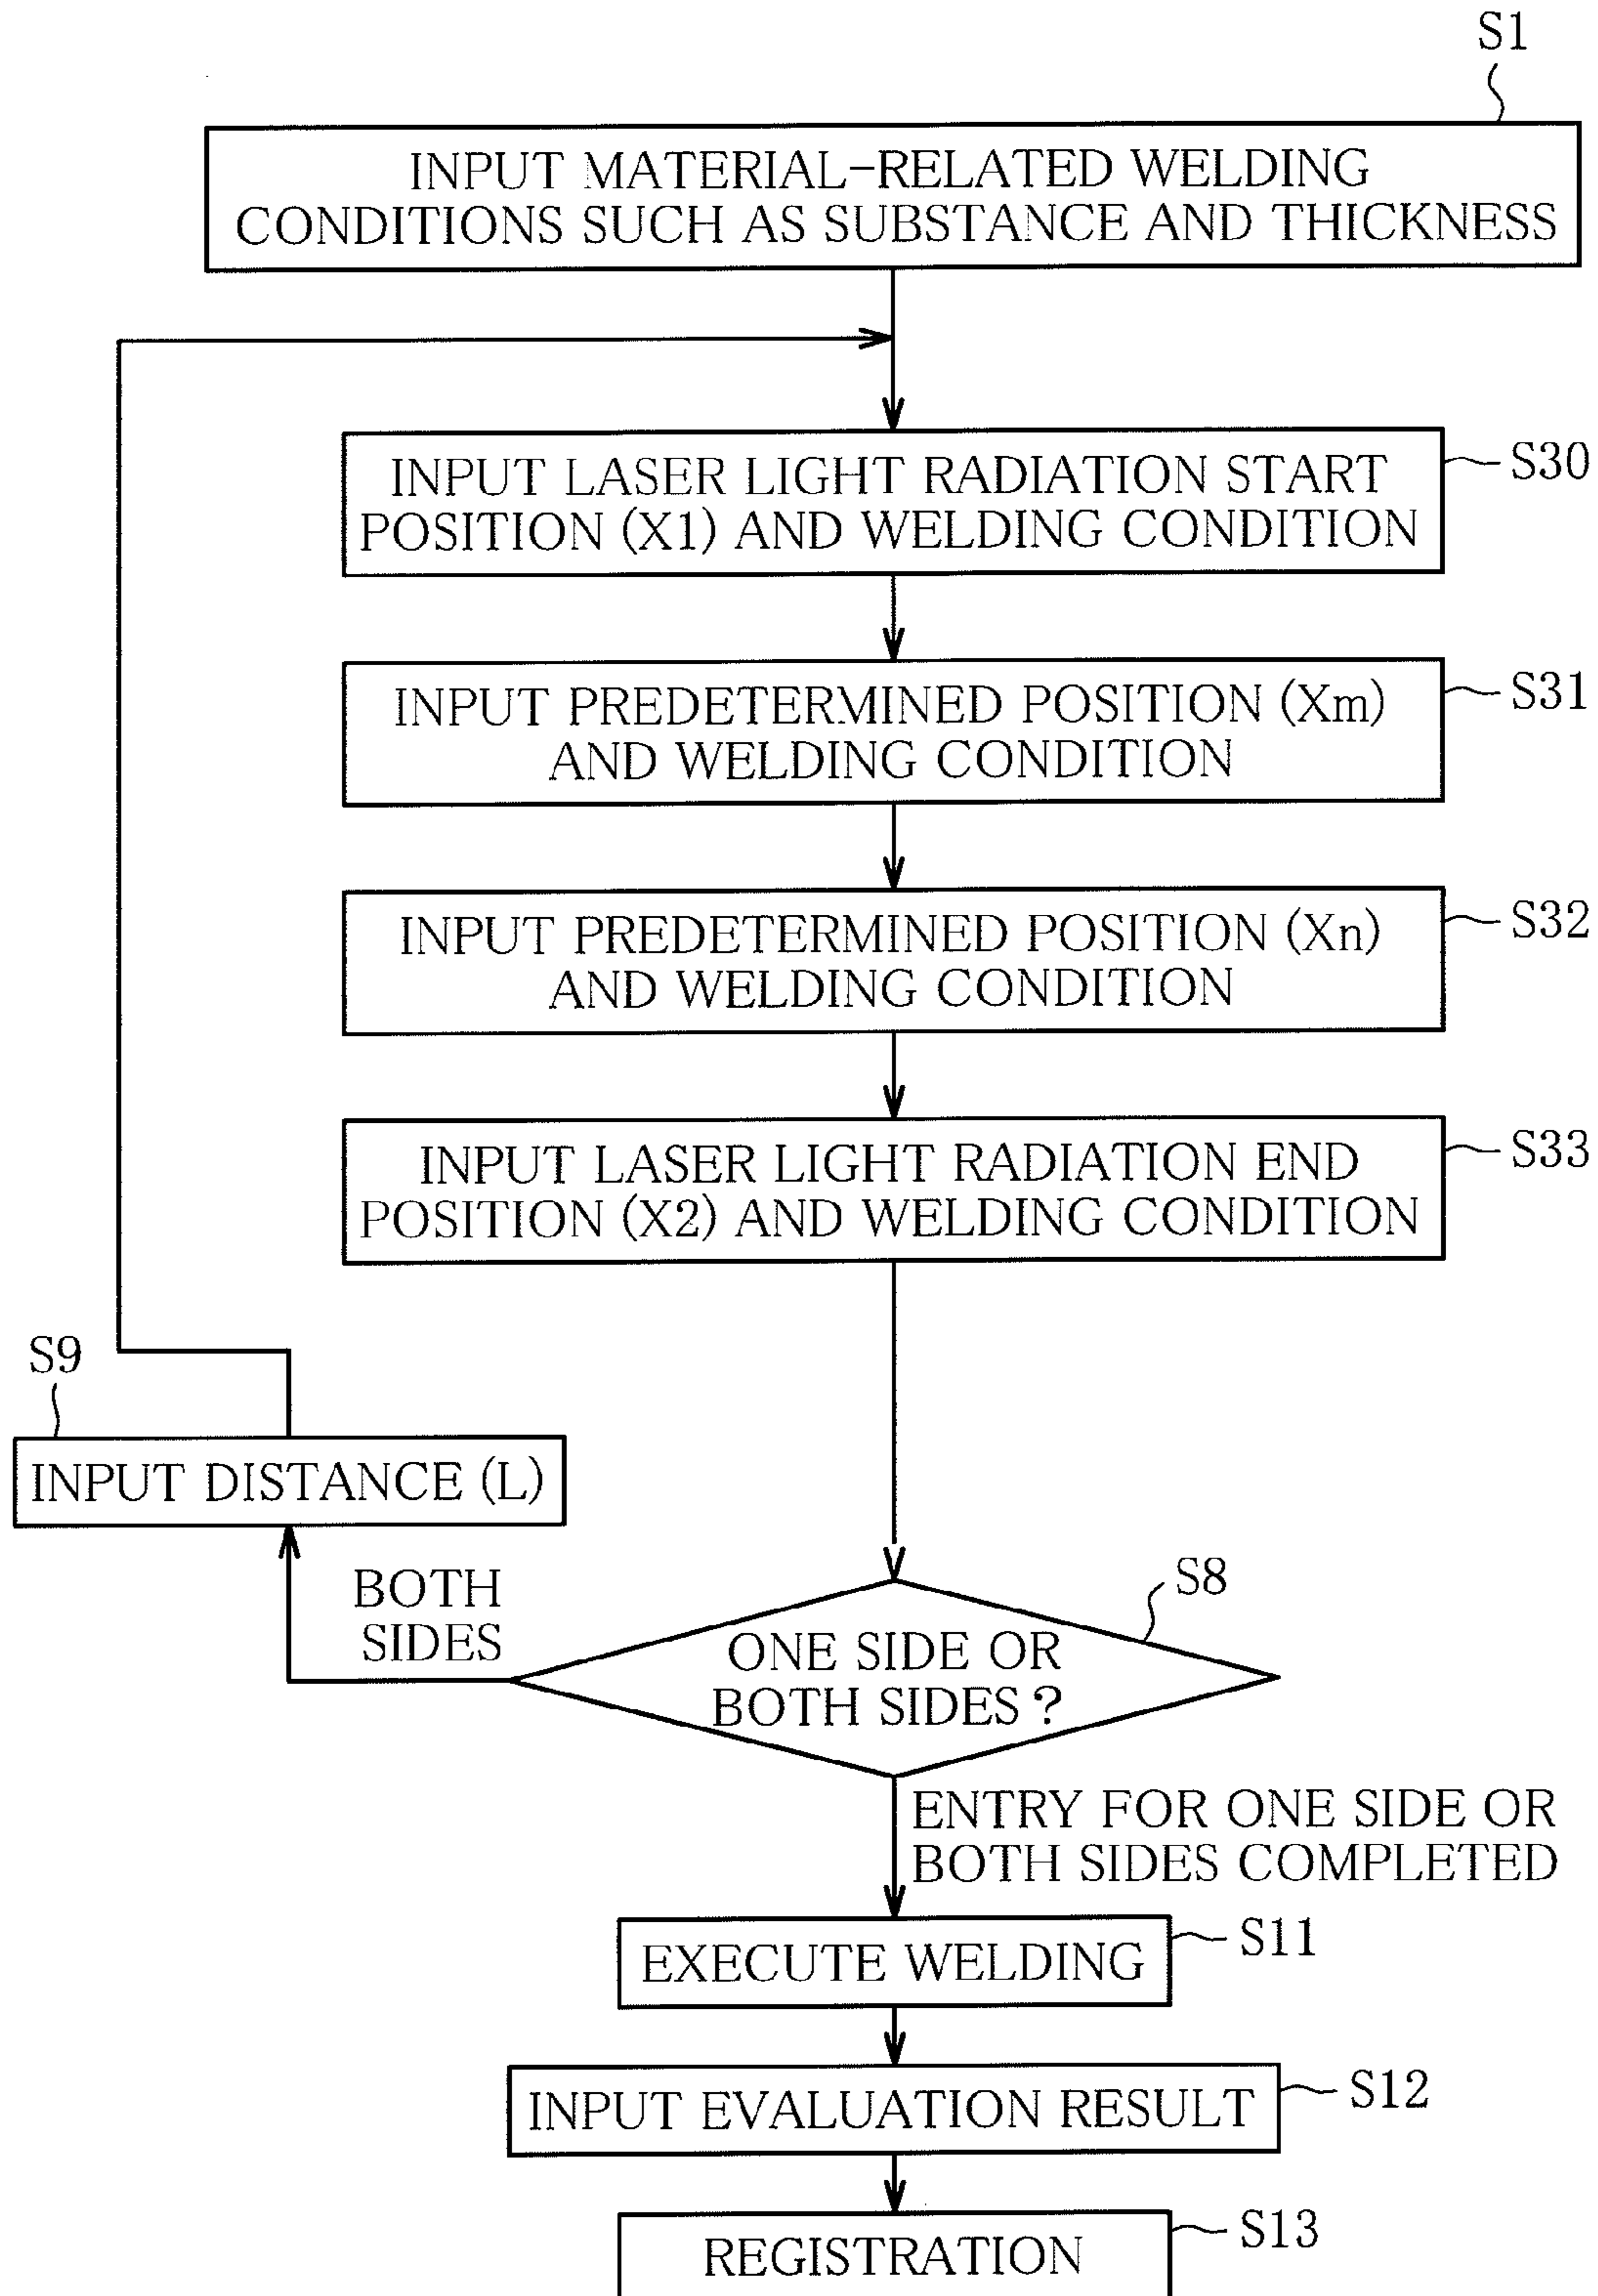 S1
INPUT MATERIAL-RELATED WELDING
CONDITIONS SUCH AS SUBSTANCE AND THICKNESS
INPUT LASER LIGHT RADIATION START
POSITION (X1) AND WELDING CONDITION
S30
INPUT PREDETERMINED POSITION (Xm)
AND WELDING CONDITION
S31
INPUT PREDETERMINED POSITION (Xn)
AND WELDING CONDITION
S32
INPUT LASER LIGHT RADIATION END
POSITION (X2) AND WELDING CONDITION
S33
S9
INPUT DISTANCE (L)
BOTH
SIDES
S8
ONE SIDE OR
BOTH SIDES?
ENTRY FOR ONE SIDE OR
BOTH SIDES COMPLETED
EXECUTE WELDING
S11
INPUT EVALUATION RESULT
S12
REGISTRATION
S13